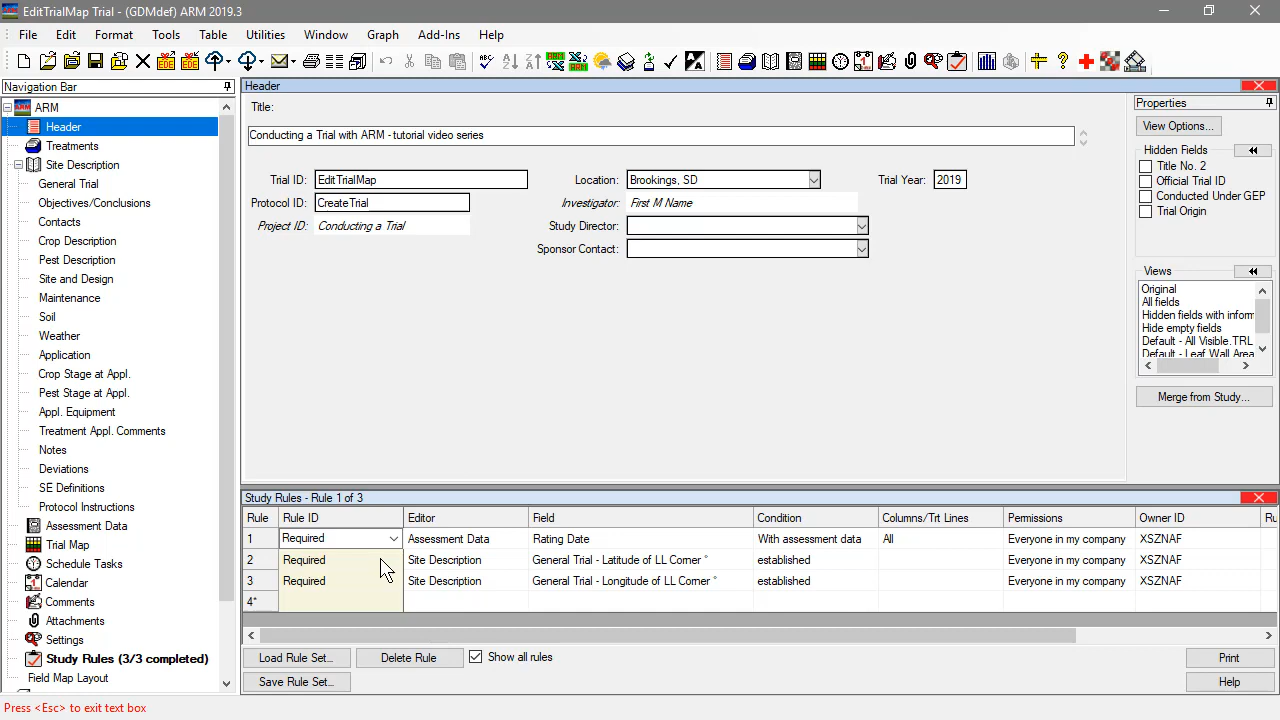 EditTrialMap Trial - (GDMdef) ARM 2019.3
File Edit Format Tools Table Utilities Window Graph Add-Ins Help
Navigation Bar
ARM
Header
Treatments
Site Description
General Trial
Objectives/Conclusions
Contacts
Crop Description
Pest Description
Site and Design
Maintenance
Soil
Weather
Application
Crop Stage at Appl.
Pest Stage at Appl.
Appl. Equipment
Treatment Appl. Comments
Notes
Deviations
SE Definitions
Protocol Instructions
Assessment Data
Trial Map
Schedule Tasks
Calendar
Comments
Attachments
Settings
Study Rules (3/3 completed)
Field Map Layout
Header
Title:
Conducting a Trial with ARM - tutorial video series
Trial ID: EditTrialMap Location: Brookings, SD Trial Year: 2019
Protocol ID: CreateTrial Investigator: First M Name
Project ID: Conducting a Trial Study Director:
Sponsor Contact:
Properties
View Options...
Hidden Fields
Title No. 2
Official Trial ID
Conducted Under GEP
Trial Origin
Views
Original
All fields
Hidden fields with inform
Hide empty fields
Default - All Visible.TRL
Default - Leaf Wall Area
Merge from Study...
Study Rules - Rule 1 of 3
Rule Rule ID Editor Field Condition Columns/Trt Lines Permissions Owner ID Ru
1 Required Assessment Data Rating Date With assessment data All Everyone in my company XSZNAF
2 Required Site Description General Trial - Latitude of LL Corner ° established Everyone in my company XSZNAF
3 Required Site Description General Trial - Longitude of LL Corner ° established Everyone in my company XSZNAF
4*
Load Rule Set... Delete Rule Show all rules Print
Save Rule Set... Help
Press <Esc> to exit text box